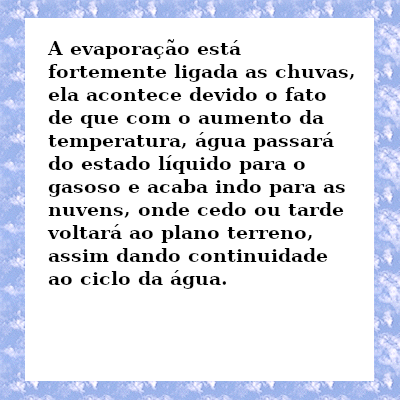 A evaporação está
fortemente ligada as chuvas,
ela acontece devido o fato
de que com o aumento da
temperatura, água passará
do estado líquido para o
gasoso e acaba indo para as
nuvens, onde cedo ou tarde
voltará ao plano terreno,
assim dando continuidade
ao ciclo da água.